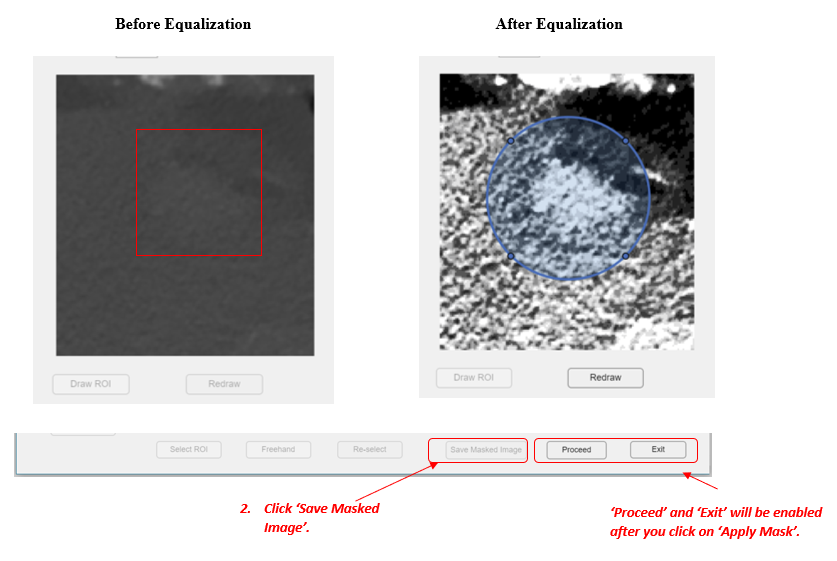 Before Equalization
After Equalization
Draw ROI
Redraw
Draw ROI
Redraw
Select ROI
Freehand
Re-select
Save Masked Image
Proceed
Exit
2. Click ‘Save Masked
Image’.
‘Proceed’ and ‘Exit’ will be enabled
after you click on ‘Apply Mask’.